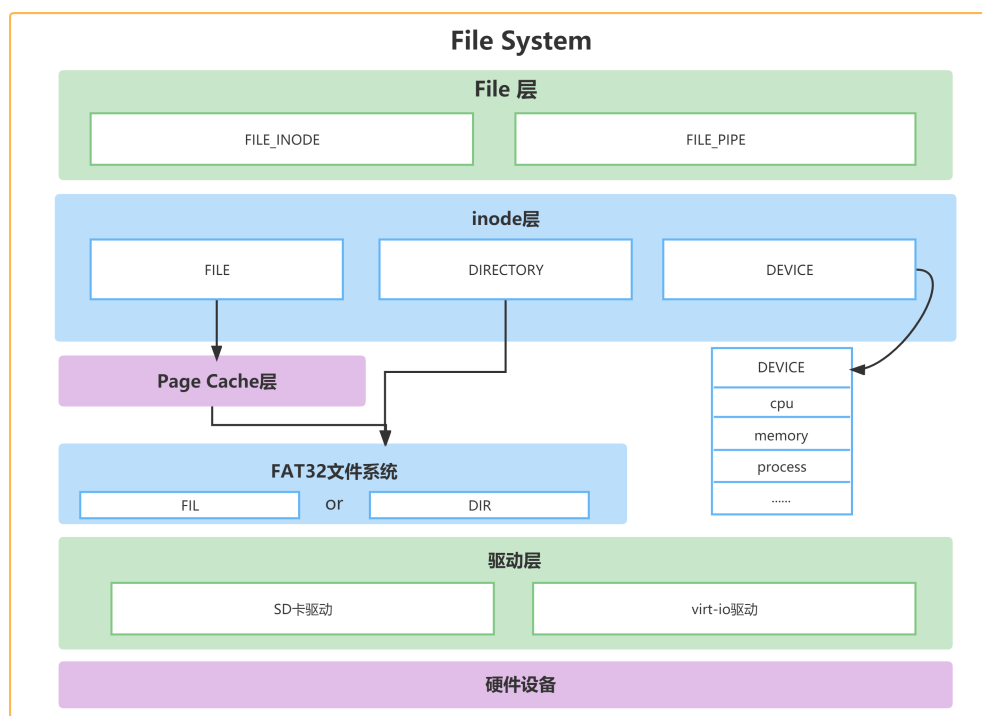 File System
File 层
FILE_INODE
FILE_PIPE
inode层
FILE
DIRECTORY
DEVICE
Page Cache层
DEVICE
cpu
memory
process
......
FAT32文件系统
FIL
or
DIR
驱动层
SD卡驱动
virt-io驱动
硬件设备